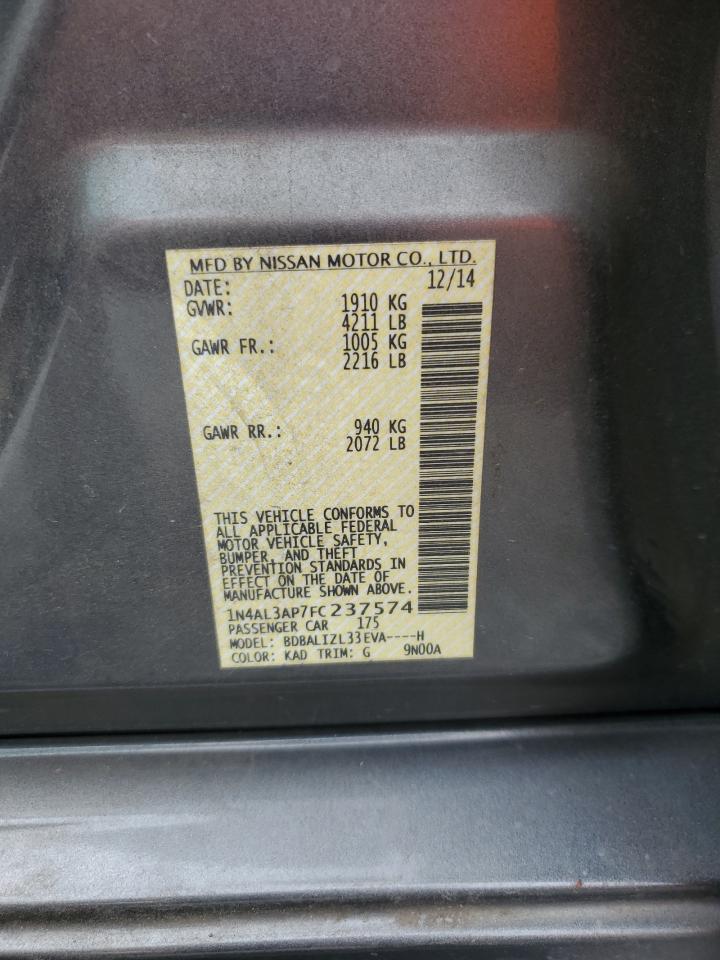 MFD BY NISSAN MOTOR CO., LTD.
DATE: 12/14
GVWR: 1910 KG
4211 LB
GAWR FR.: 1005 KG
2216 LB
GAWR RR.: 940 KG
2072 LB
THIS VEHICLE CONFORMS TO
ALL APPLICABLE FEDERAL
MOTOR VEHICLE SAFETY,
BUMPER, AND THEFT
PREVENTION STANDARDS IN
EFFECT ON THE DATE OF
MANUFACTURE SHOWN ABOVE.
1N4AL3AP7FC237574
PASSENGER CAR 175
MODEL: BDBALIZL33EVA----H
COLOR: KAD TRIM: G 9N00A